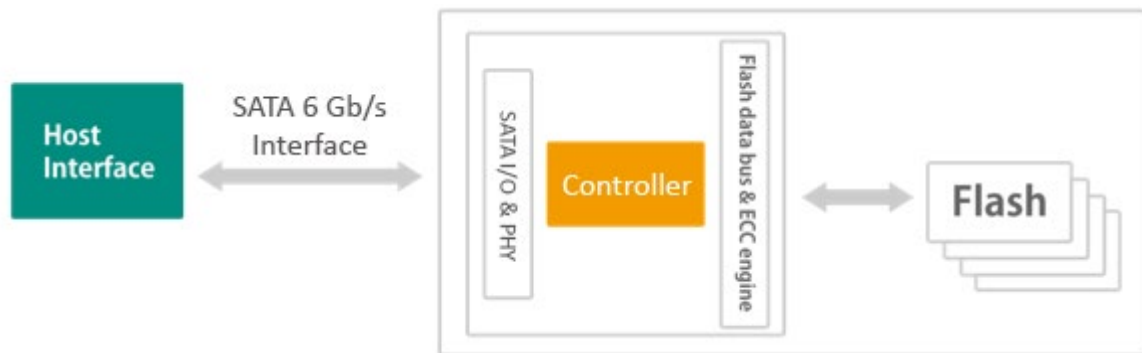 Host
Interface
SATA 6 Gb/s
Interface
SATA I/O & PHY
Controller
Flash data bus & ECC engine
Flash